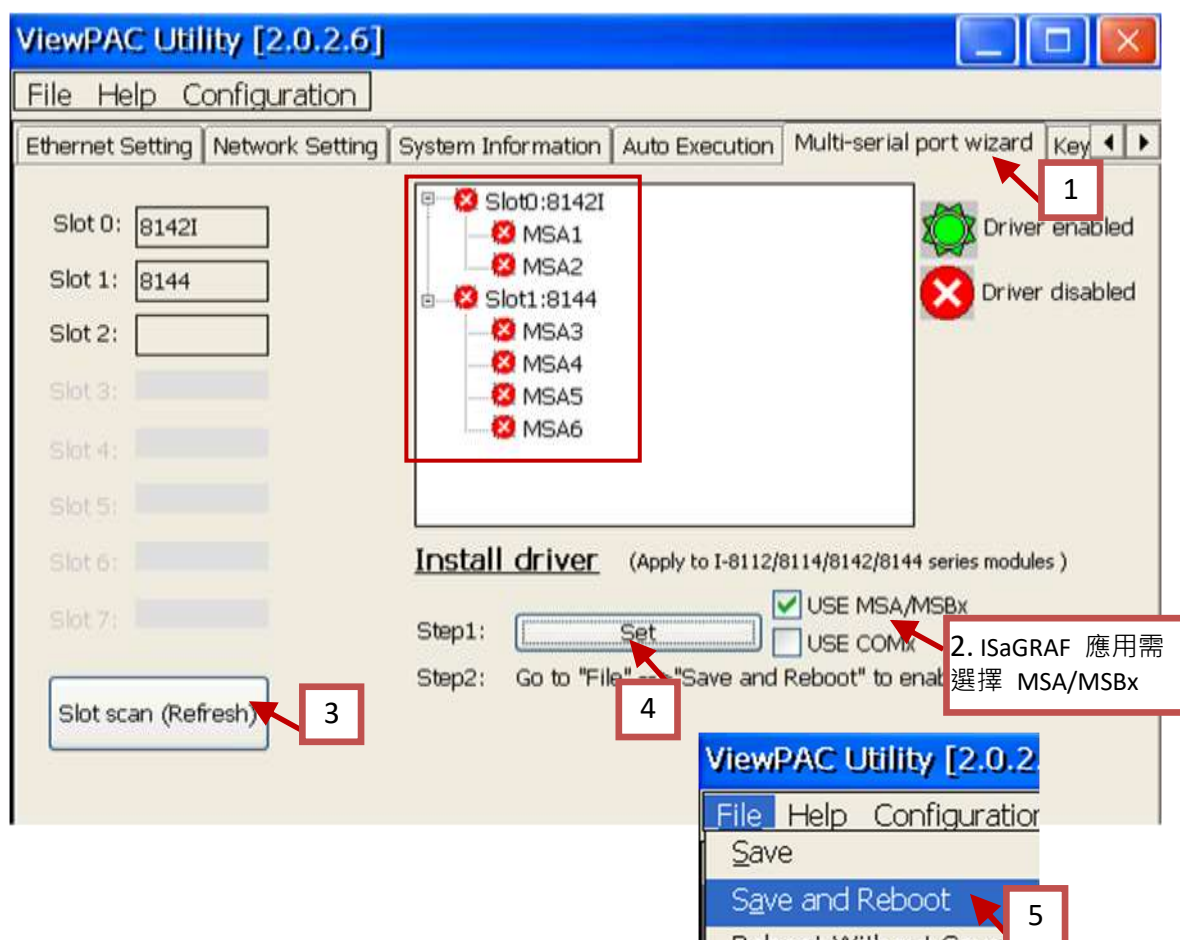 ViewPAC Utility [2.0.2.6]
File Help Configuration
Ethernet Setting Network Setting System Information Auto Execution Multi-serial port wizard Key
1
Slot 0: 8142I
Slot 1: 8144
Slot 2:
Slot 3:
Slot 4:
Slot 5:
Slot 6:
Slot 7:
Slot scan (Refresh)
3
Slot0:8142I
MSA1
MSA2
Slot1:8144
MSA3
MSA4
MSA5
MSA6
Driver enabled
Driver disabled
Install driver (Apply to I-8112/8114/8142/8144 series modules )
Step1: Set
USE MSA/MSBx
USE COMx
Step2: Go to "File" "Save and Reboot" to
4
2. ISaGRAF 應用需
選擇 MSA/MSBx
ViewPAC Utility [2.0.2.
File Help Configuration
Save
Save and Reboot
5